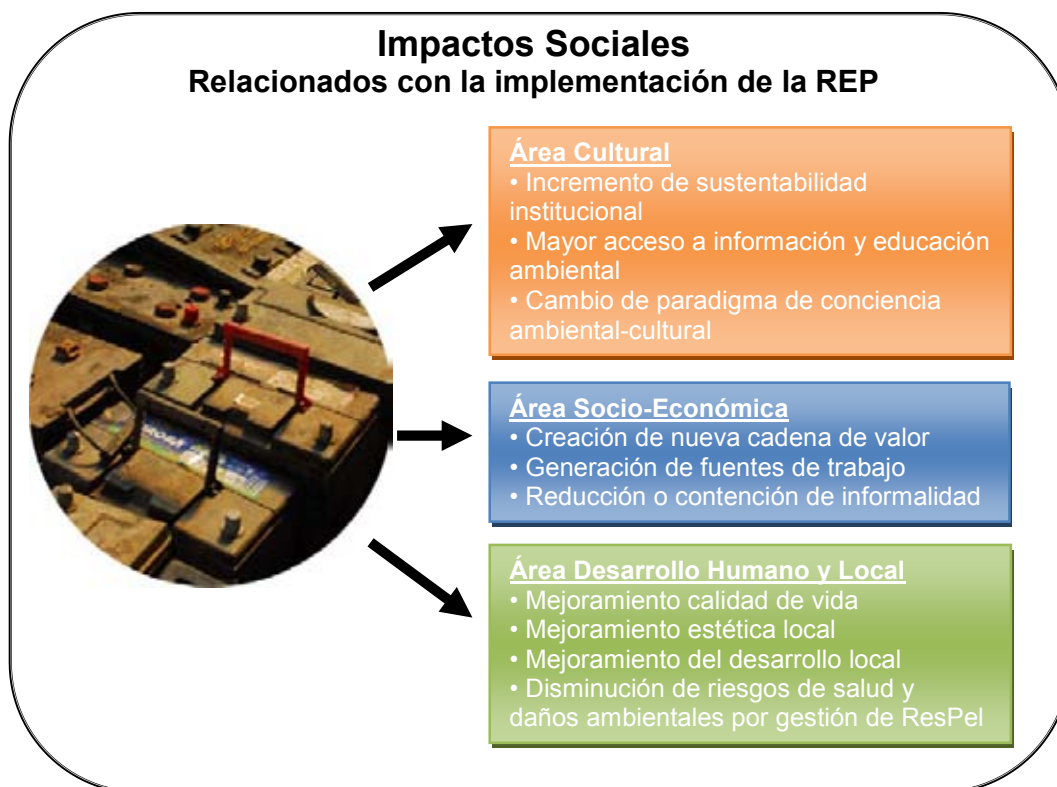 Impactos Sociales
Relacionados con la implementación de la REP
Área Cultural
• Incremento de sustentabilidad
institucional
• Mayor acceso a información y educación
ambiental
• Cambio de paradigma de conciencia
ambiental-cultural
Área Socio-Económica
• Creación de nueva cadena de valor
• Generación de fuentes de trabajo
• Reducción o contención de informalidad
Área Desarrollo Humano y Local
• Mejoramiento calidad de vida
• Mejoramiento estética local
• Mejoramiento del desarrollo local
• Disminución de riesgos de salud y
daños ambientales por gestión de ResPel